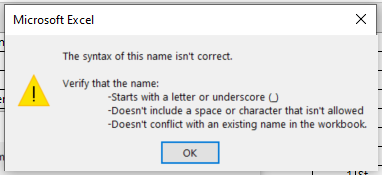 Microsoft Excel
The syntax of this name isn't correct.
Verify that the name:
-Starts with a letter or underscore (_)
-Doesn't include a space or character that isn't allowed
-Doesn't conflict with an existing name in the workbook.
OK